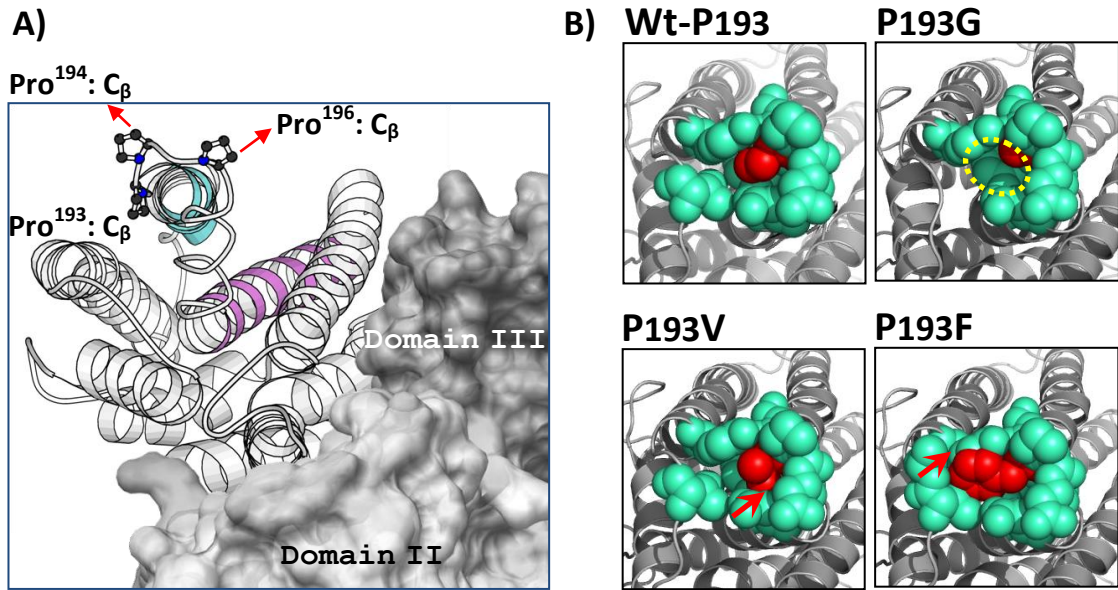 A)
Pro¹⁹⁴: Cβ
Pro¹⁹⁶: Cβ
Pro¹⁹³: Cβ
Domain III
Domain II
B)
Wt-P193
P193G
P193V
P193F